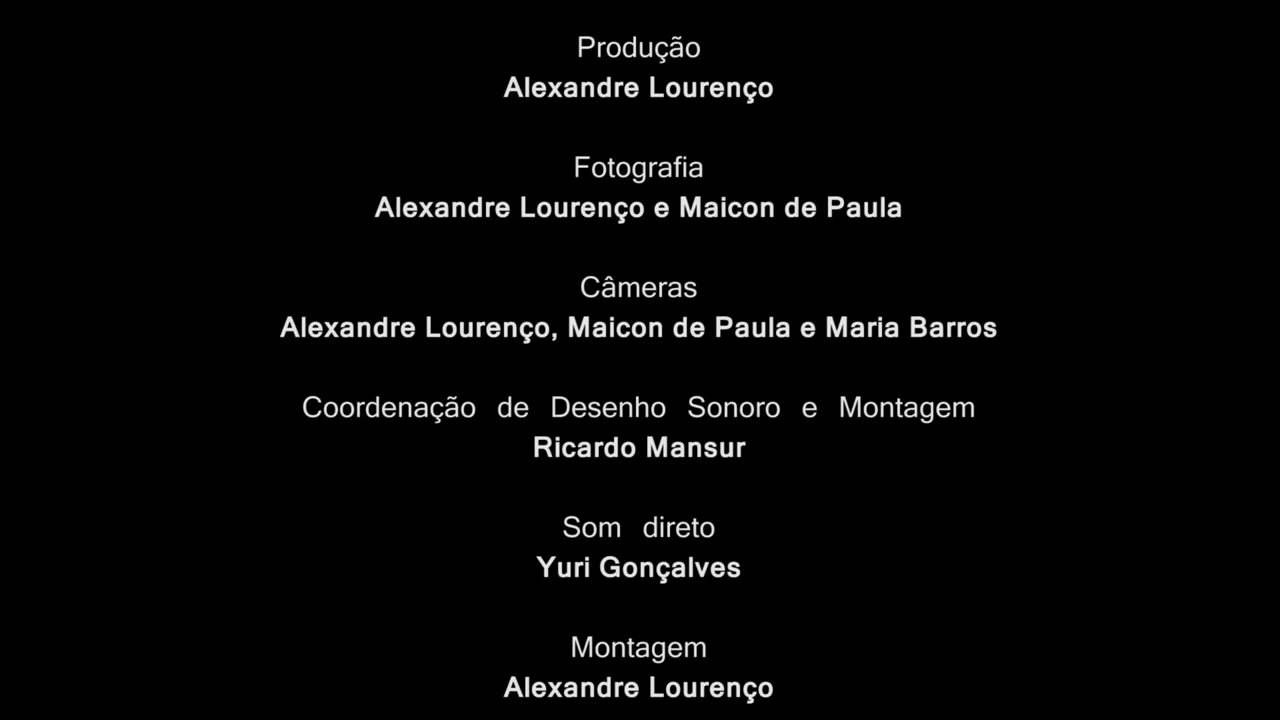 Produção
Alexandre Lourenço
Fotografia
Alexandre Lourenço e Maicon de Paula
Câmeras
Alexandre Lourenço, Maicon de Paula e Maria Barros
Coordenação de Desenho Sonoro e Montagem
Ricardo Mansur
Som direto
Yuri Gonçalves
Montagem
Alexandre Lourenço